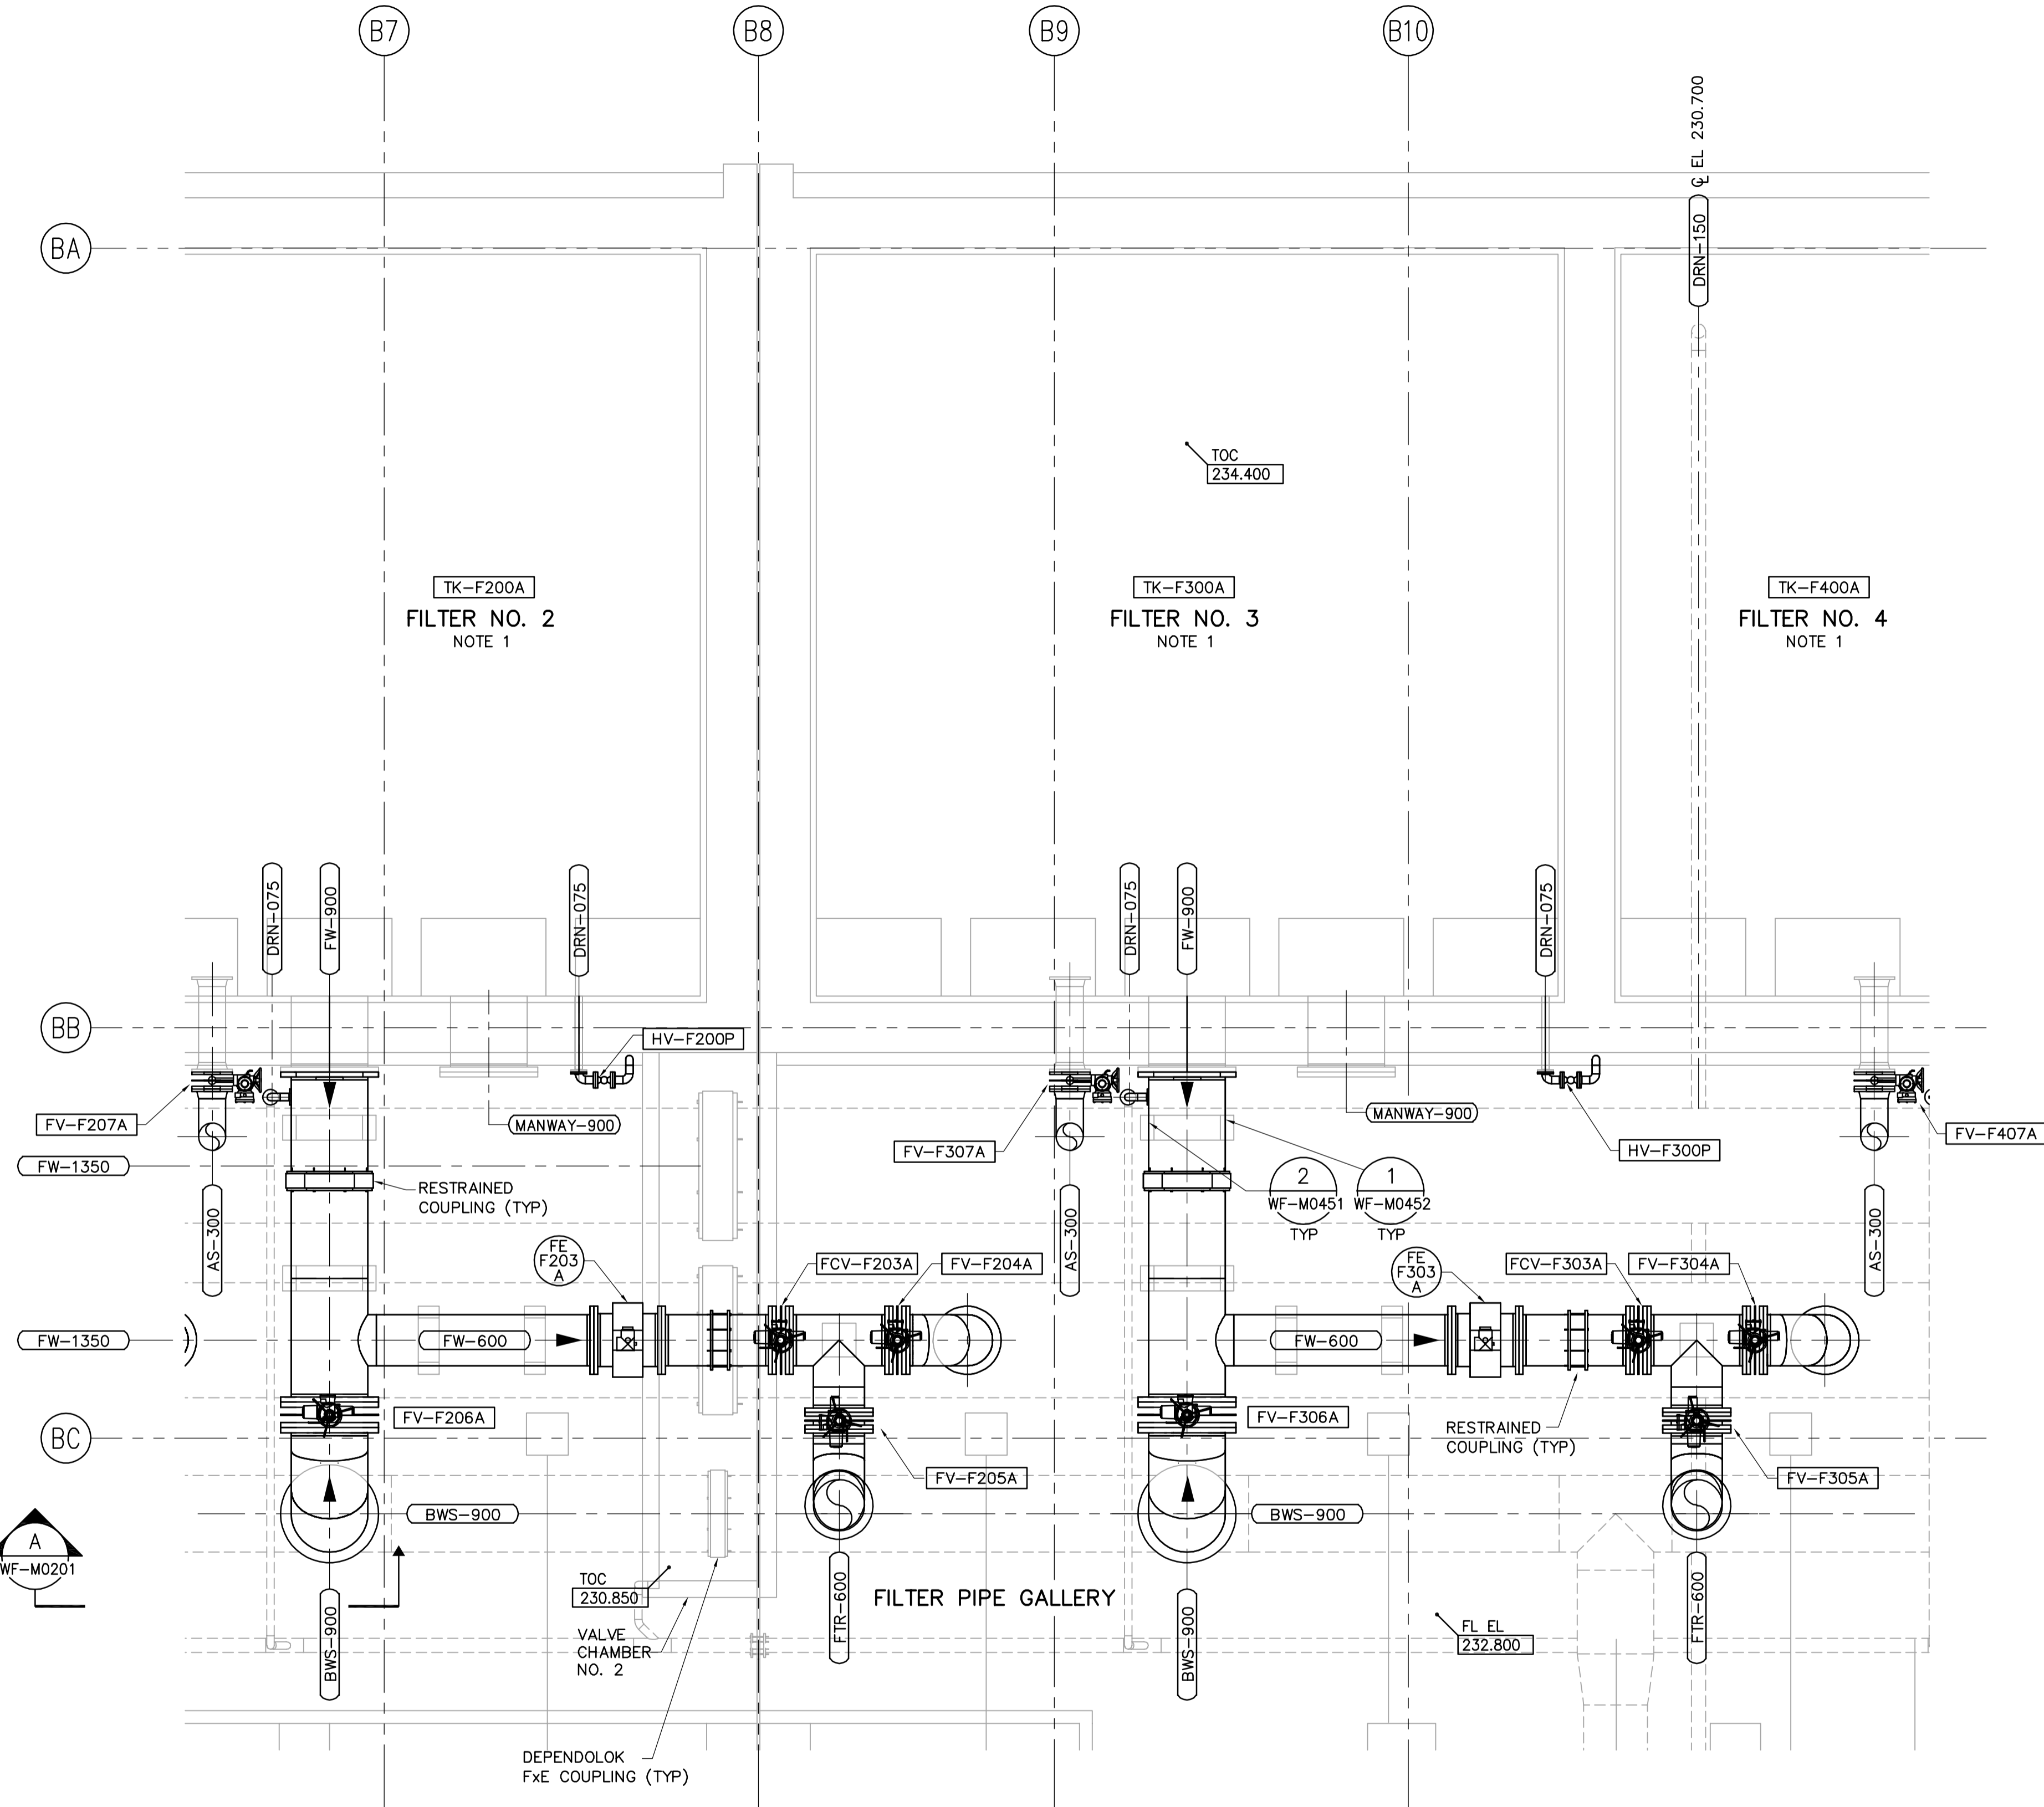 B7
B8
B9
B10
℄ EL 230.700
DRN-150
BA
TOC
234.400
TK-F200A
FILTER NO. 2
NOTE 1
TK-F300A
FILTER NO. 3
NOTE 1
TK-F400A
FILTER NO. 4
NOTE 1
DRN-075
FW-900
DRN-075
DRN-075
FW-900
DRN-075
BB
HV-F200P
FV-F207A
MANWAY-900
FV-F307A
MANWAY-900
HV-F300P
FV-F407A
FW-1350
RESTRAINED
COUPLING (TYP)
2
WF-M0451
TYP
1
WF-M0452
TYP
AS-300
AS-300
AS-300
FE
F203
A
FCV-F203A
FV-F204A
FE
F303
A
FCV-F303A
FV-F304A
FW-1350
FW-600
FW-600
FV-F206A
FV-F306A
BC
RESTRAINED
COUPLING (TYP)
FV-F205A
FV-F305A
BWS-900
BWS-900
A
WF-M0201
TOC
230.850
FILTER PIPE GALLERY
BWS-900
FTR-600
BWS-900
FTR-600
FL EL
232.800
VALVE
CHAMBER
NO. 2
DEPENDOLOK
FxE COUPLING (TYP)